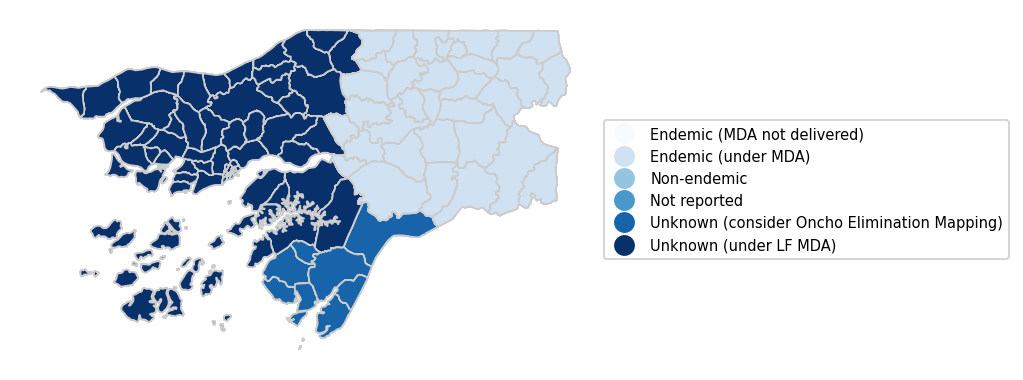 Endemic (MDA not delivered)
Endemic (under MDA)
Non-endemic
Not reported
Unknown (consider Oncho Elimination Mapping)
Unknown (under LF MDA)